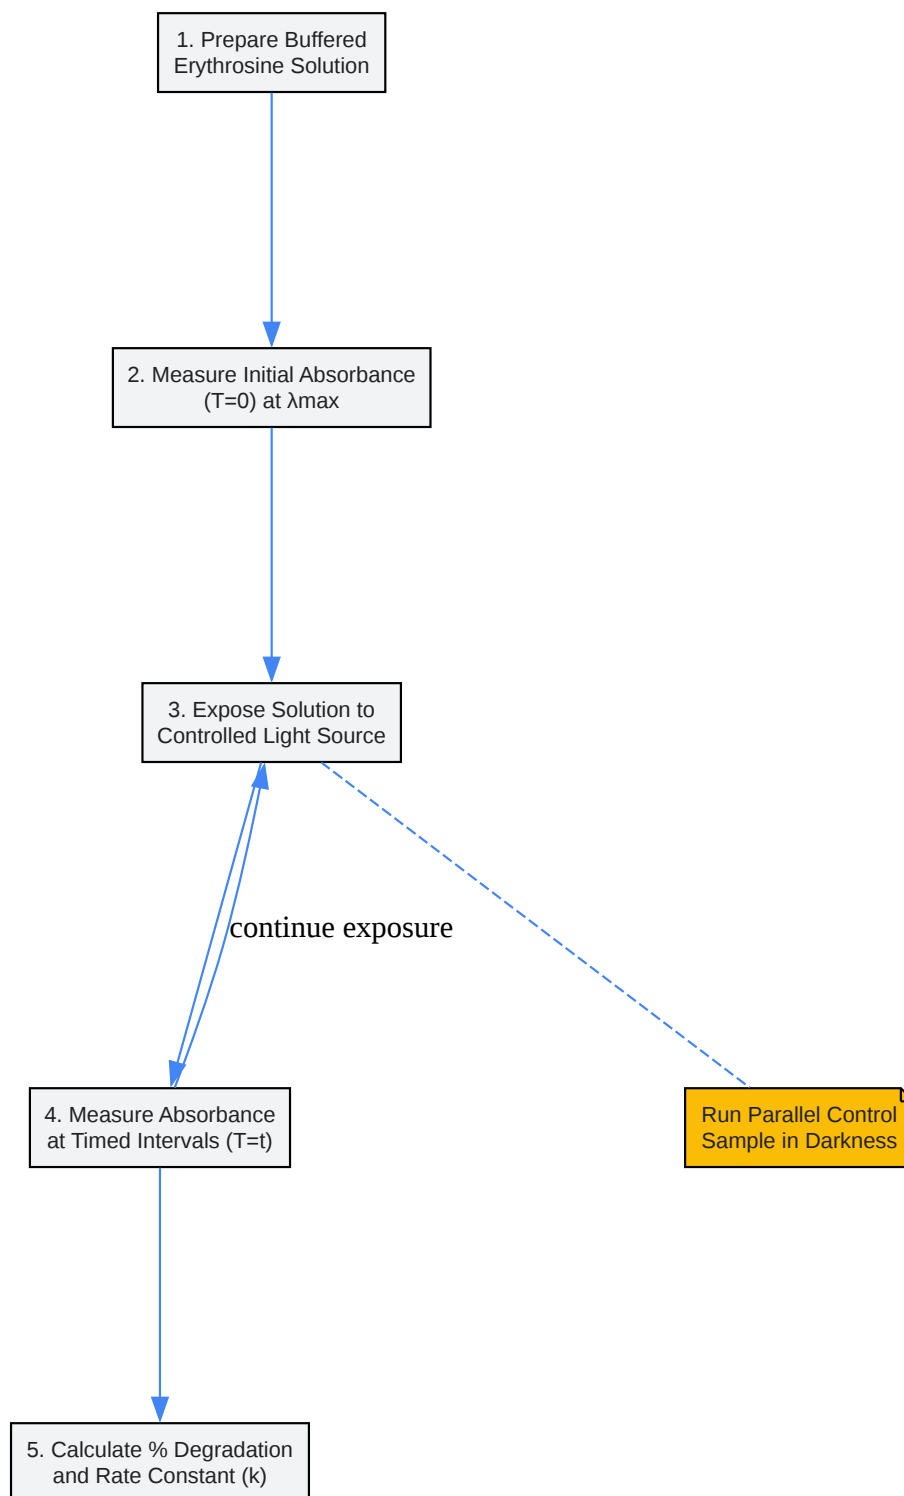 1. Prepare Buffered
Erythrosine Solution
2. Measure Initial Absorbance
(T=0) at λmax
3. Expose Solution to
Controlled Light Source
continue exposure
4. Measure Absorbance
at Timed Intervals (T=t)
Run Parallel Control
Sample in Darkness
5. Calculate % Degradation
and Rate Constant (k)